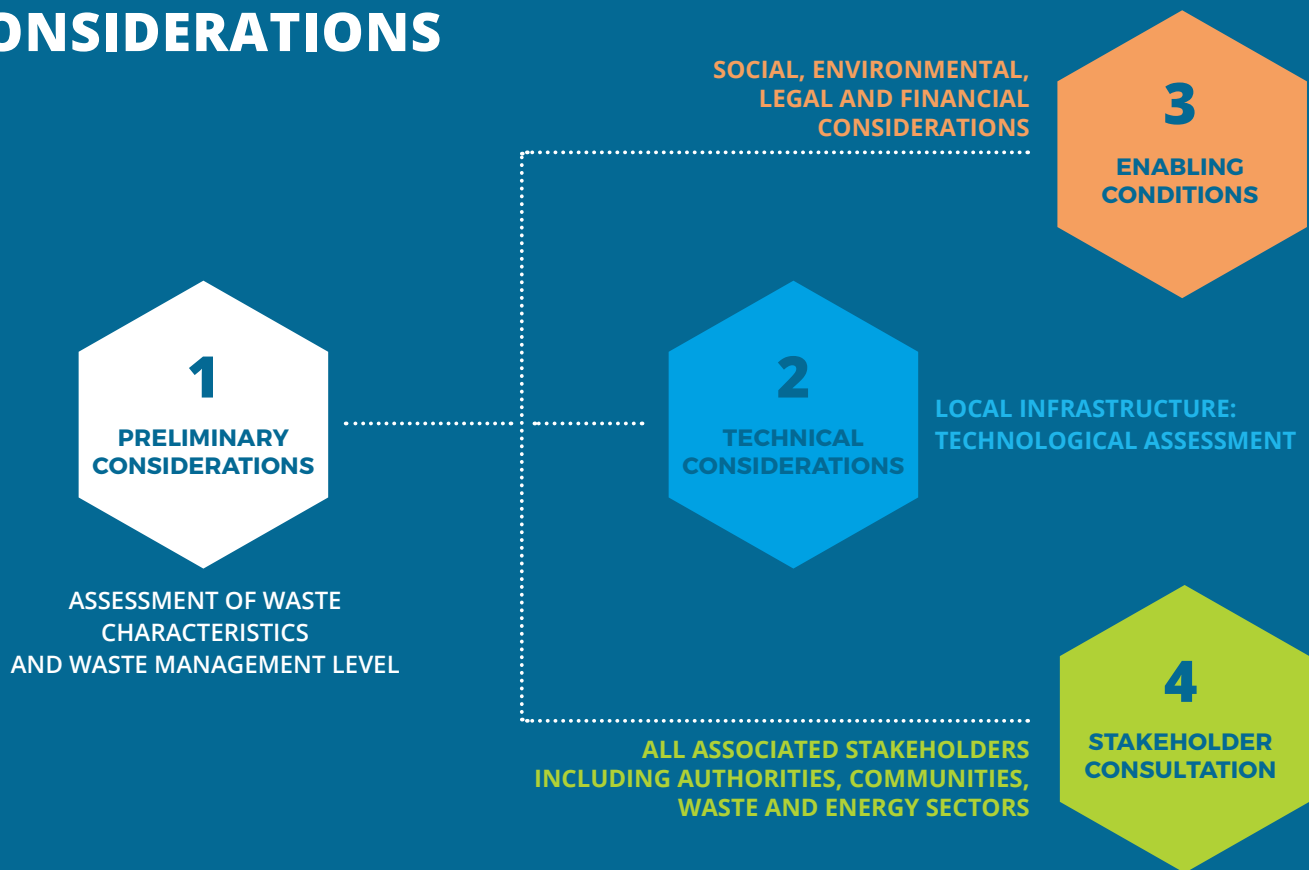 ONSIDERATIONS
SOCIAL, ENVIRONMENTAL,
LEGAL AND FINANCIAL
CONSIDERATIONS
3
ENABLING
CONDITIONS
1
PRELIMINARY
CONSIDERATIONS
ASSESSMENT OF WASTE
CHARACTERISTICS
AND WASTE MANAGEMENT LEVEL
2
TECHNICAL
CONSIDERATIONS
LOCAL INFRASTRUCTURE:
TECHNOLOGICAL ASSESSMENT
ALL ASSOCIATED STAKEHOLDERS
INCLUDING AUTHORITIES, COMMUNITIES,
WASTE AND ENERGY SECTORS
4
STAKEHOLDER
CONSULTATION